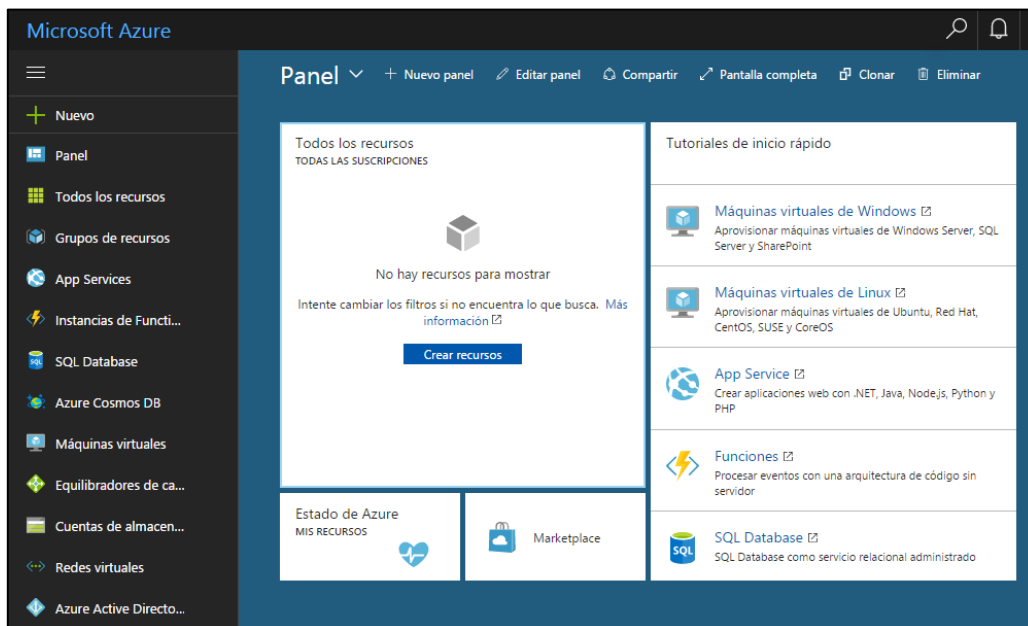 Microsoft Azure
Panel
+ Nuevo panel
Editar panel
Compartir
Pantalla completa
Clonar
Eliminar
Nuevo
Panel
Todos los recursos
Grupos de recursos
App Services
Instancias de Functi...
SQL Database
Azure Cosmos DB
Máquinas virtuales
Equilibradores de ca...
Cuentas de almacen...
Redes virtuales
Azure Active Directo...
Todos los recursos
TODAS LAS SUSCRIPCIONES
No hay recursos para mostrar
Intente cambiar los filtros si no encuentra lo que busca. Más
información
Crear recursos
Estado de Azure
MIS RECURSOS
Marketplace
Tutoriales de inicio rápido
Máquinas virtuales de Windows
Aprovisionar máquinas virtuales de Windows Server, SQL
Server y SharePoint
Máquinas virtuales de Linux
Aprovisionar máquinas virtuales de Ubuntu, Red Hat,
CentOS, SUSE y CoreOS
App Service
Crear aplicaciones web con .NET, Java, Node.js, Python y
PHP
Funciones
Procesar eventos con una arquitectura de código sin
servidor
SQL
SQL Database
SQL Database como servicio relacional administrado